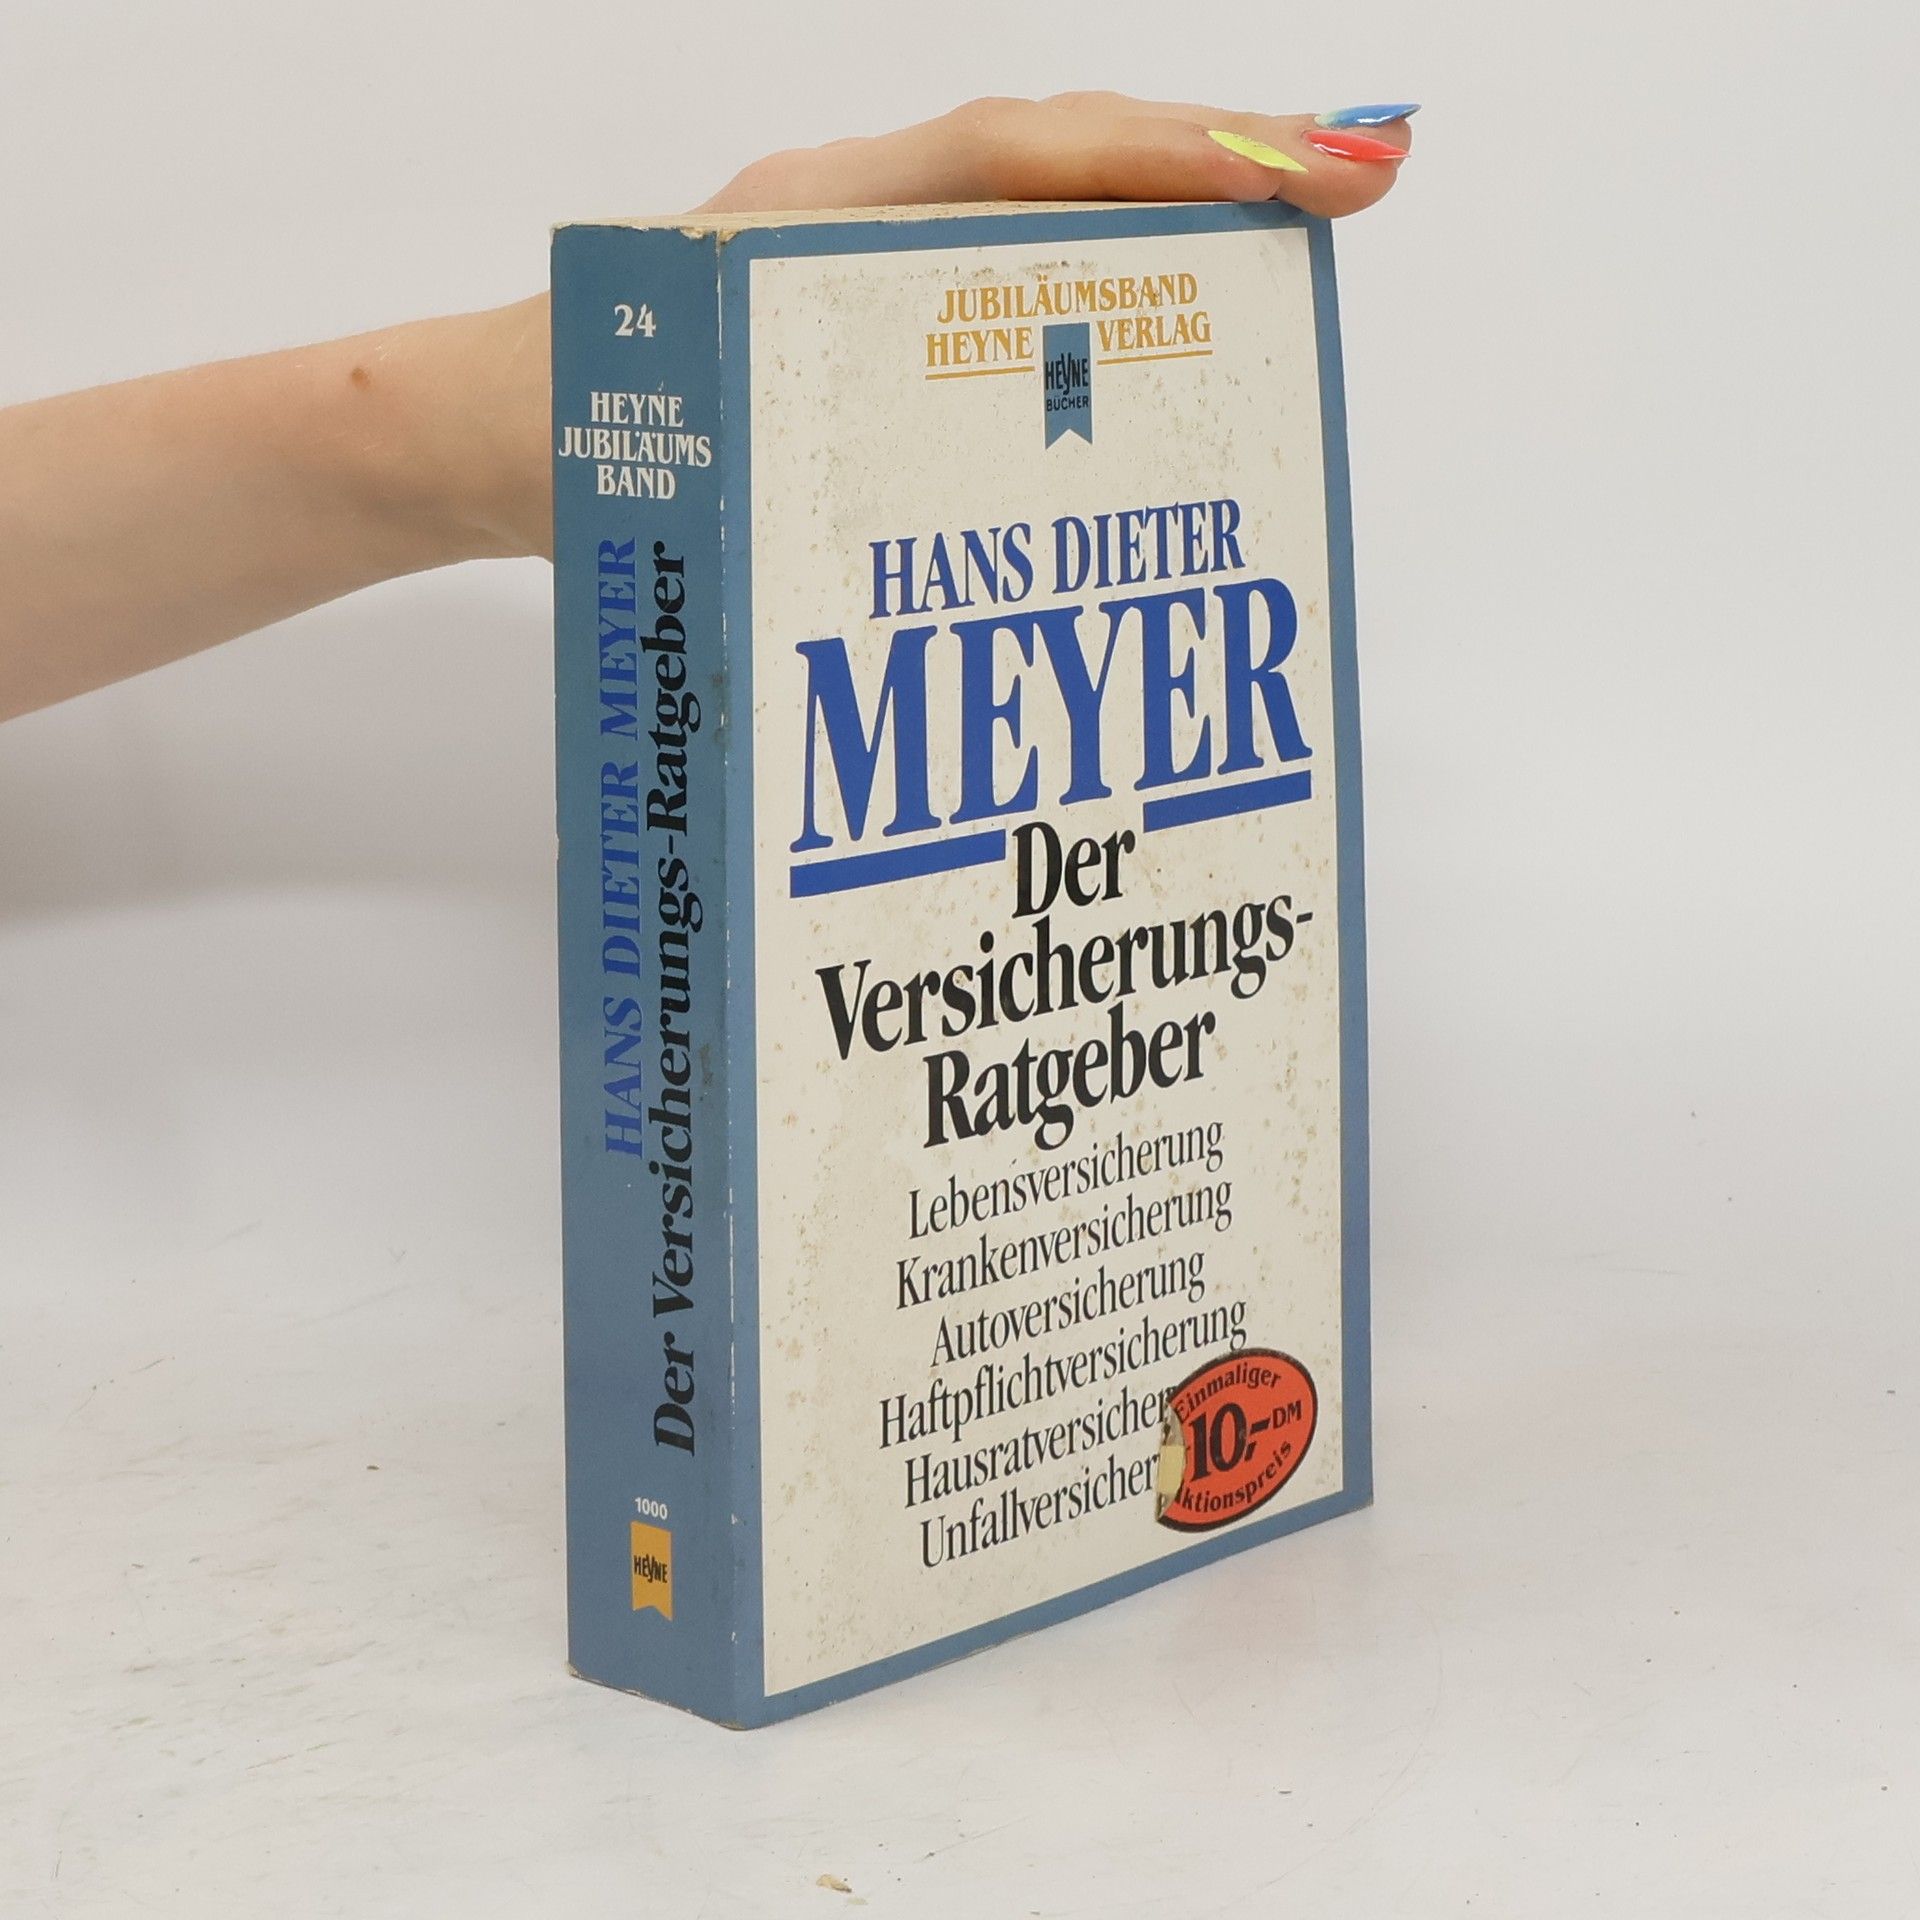 24
HEYNE
JUBILÄUMS
BAND
HANS DIETER MEYER
Der Versicherungs-Ratgeber
1000
HEYNE
JUBILÄUMSBAND
HEYNE VERLAG
HEYNE
BÜCHER
HANS DIETER
MEYER
Der
Versicherungs-
Ratgeber
Lebensversicherung
Krankenversicherung
Autoversicherung
Haftpflichtversicherung
Hausratversicher
Unfallversicher
Einmaliger
10,- DM
ktionspreis